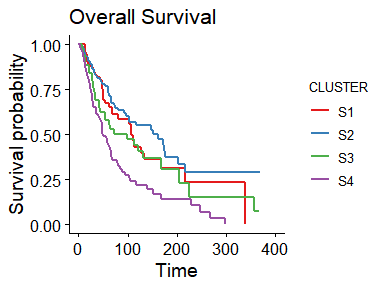 Overall Survival
Survival probability
1.00
0.75
0.50
0.25
0.00
0 100 200 300 400
Time
CLUSTER
S1
S2
S3
S4